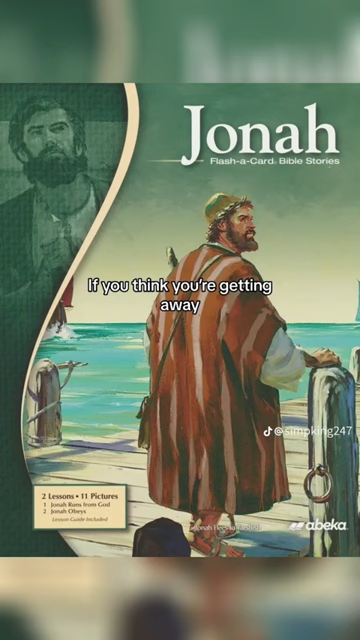 Jonah
Flash-a-Card® Bible Stories
If you think you're getting
away
@simpking247
2 Lessons • 11 Pictures
1 Jonah Runs from God
2 Jonah Obeys
Lesson Guide Included
abeka